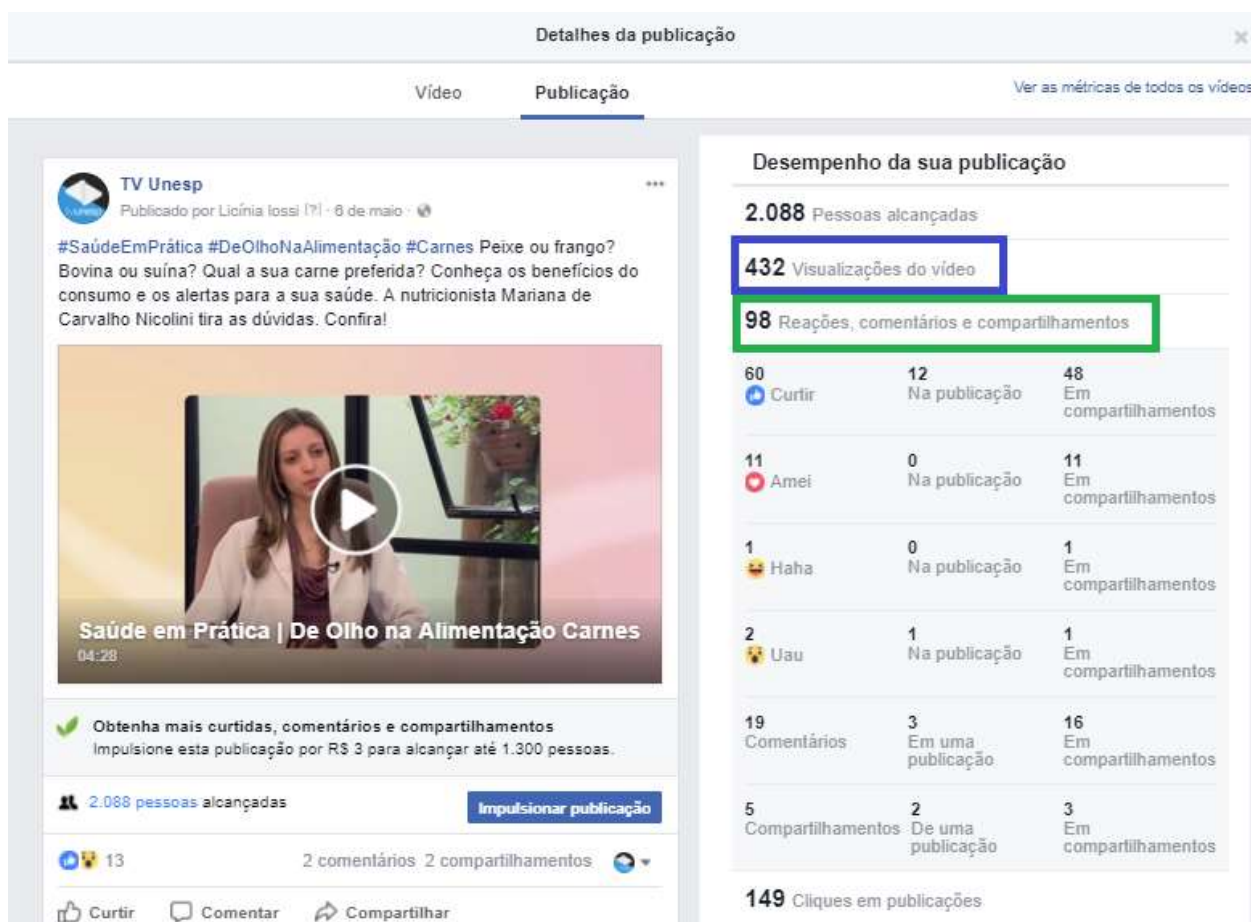 Detalhes da publicação
Vídeo
Publicação
Ver as métricas de todos os vídeos
TV Unesp
Publicado por Licínia Iossi [?] · 6 de maio ·
#SaúdeEmPrática #DeOlhoNaAlimentação #Carnes Peixe ou frango?
Bovina ou suína? Qual a sua carne preferida? Conheça os benefícios do
consumo e os alertas para a sua saúde. A nutricionista Mariana de
Carvalho Nicolini tira as dúvidas. Confira!
Saúde em Prática | De Olho na Alimentação Carnes
04:28
Obtenha mais curtidas, comentários e compartilhamentos
Impulsione esta publicação por R$ 3 para alcançar até 1.300 pessoas.
2.088 pessoas alcançadas
Impulsionar publicação
13
2 comentários 2 compartilhamentos
Curtir
Comentar
Compartilhar
Desempenho da sua publicação
2.088 Pessoas alcançadas
432 Visualizações do vídeo
98 Reações, comentários e compartilhamentos
60
Curtir
12
Na publicação
48
Em
compartilhamentos
11
Amei
0
Na publicação
11
Em
compartilhamentos
1
Haha
0
Na publicação
1
Em
compartilhamentos
2
Uau
1
Na publicação
1
Em
compartilhamentos
19
Comentários
3
Em uma
publicação
16
Em
compartilhamentos
5
Compartilhamentos
2
De uma
publicação
3
Em
compartilhamentos
149 Cliques em publicações